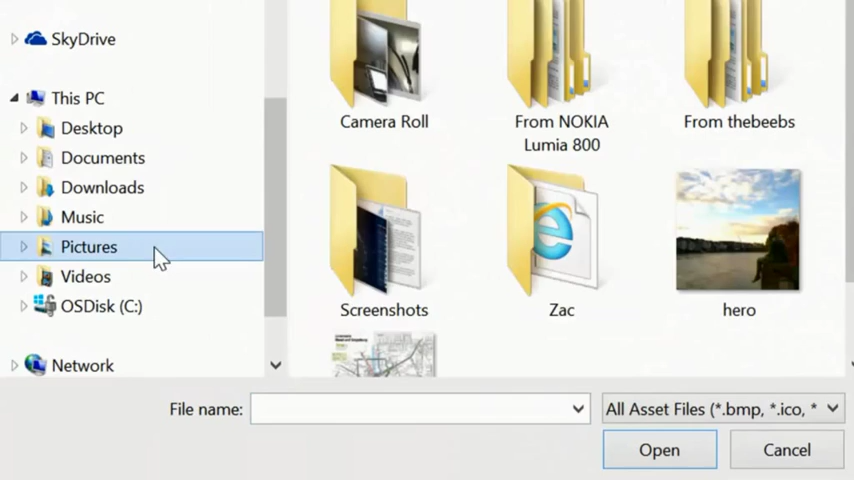 SkyDrive
This PC
Desktop
Documents
Downloads
Music
Pictures
Videos
OSDisk (C:)
Network
Camera Roll
From NOKIA
Lumia 800
From thebeebs
Screenshots
Zac
hero
File name:
All Asset Files (*.bmp, *.ico, *
Open
Cancel